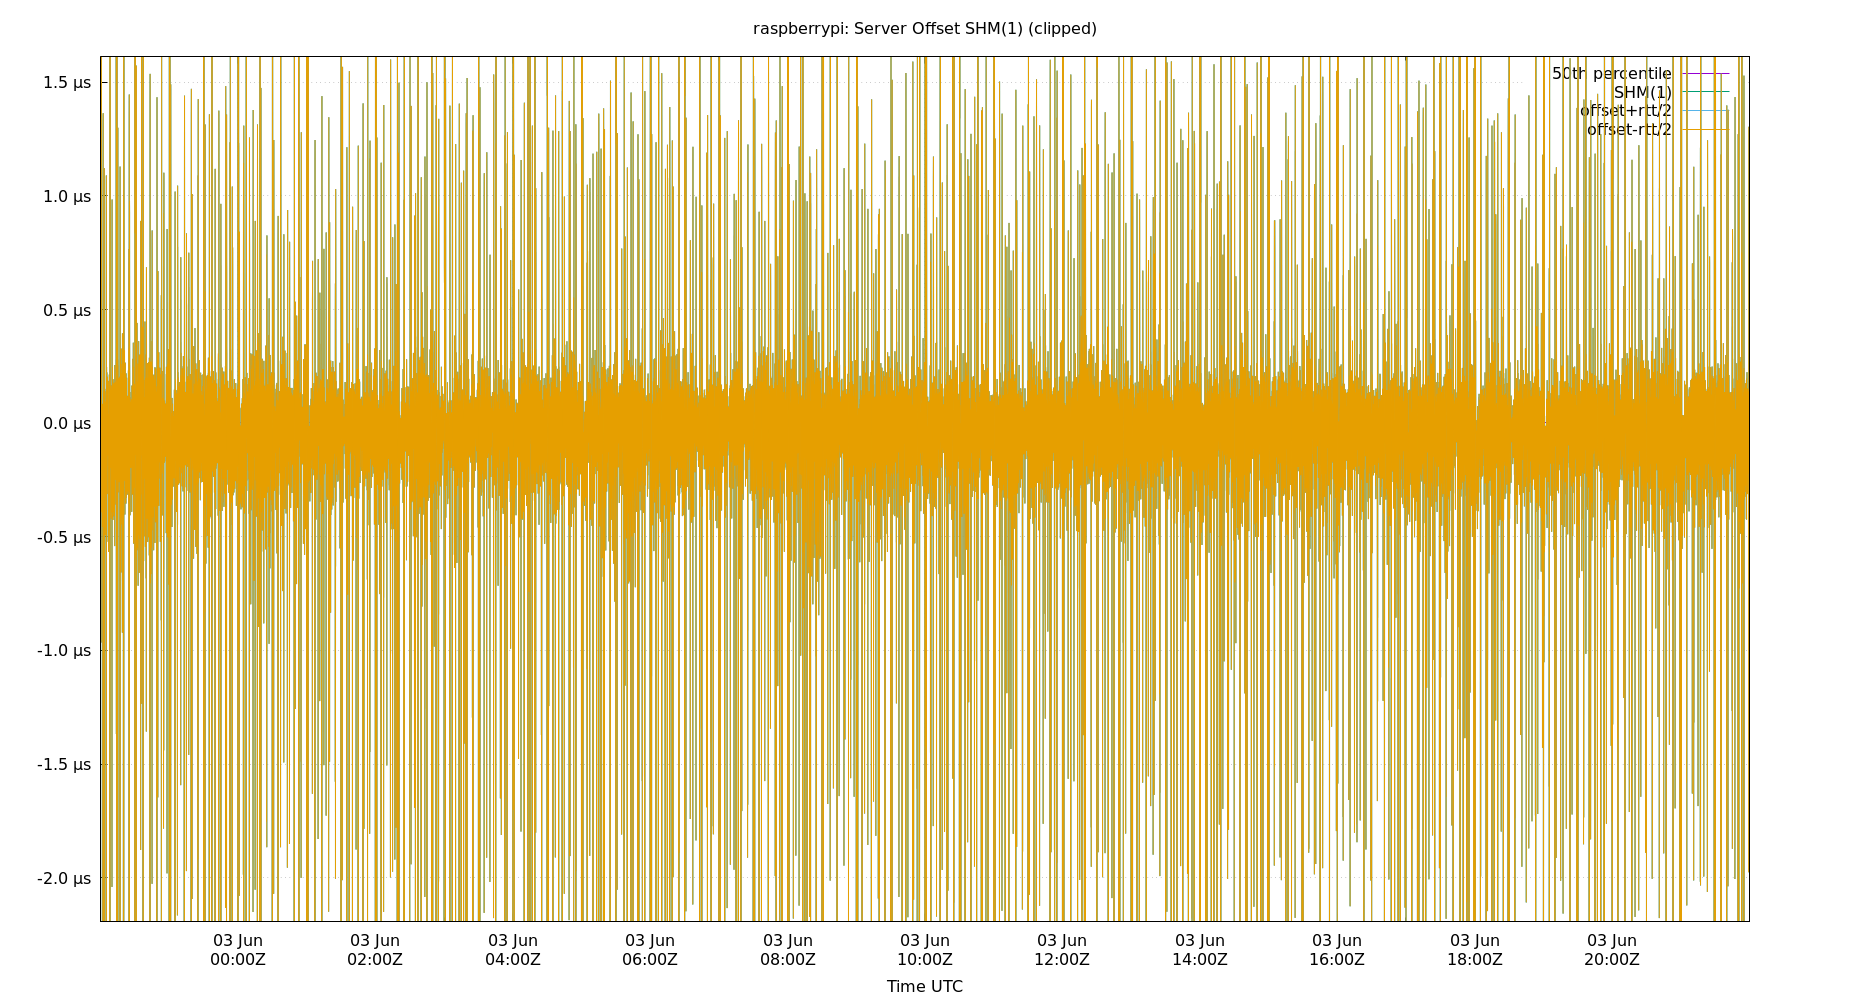 raspberrypi: Server Offset SHM(1) (clipped)
1.5 µs
1.0 µs
0.5 µs
0.0 µs
-0.5 µs
-1.0 µs
-1.5 µs
-2.0 µs
50th percentile
SHM(1)
offset+rtt/2
offset-rtt/2
03 Jun 03 Jun 03 Jun 03 Jun 03 Jun 03 Jun 03 Jun 03 Jun 03 Jun 03 Jun 03 Jun
00:00Z 02:00Z 04:00Z 06:00Z 08:00Z 10:00Z 12:00Z 14:00Z 16:00Z 18:00Z 20:00Z
Time UTC